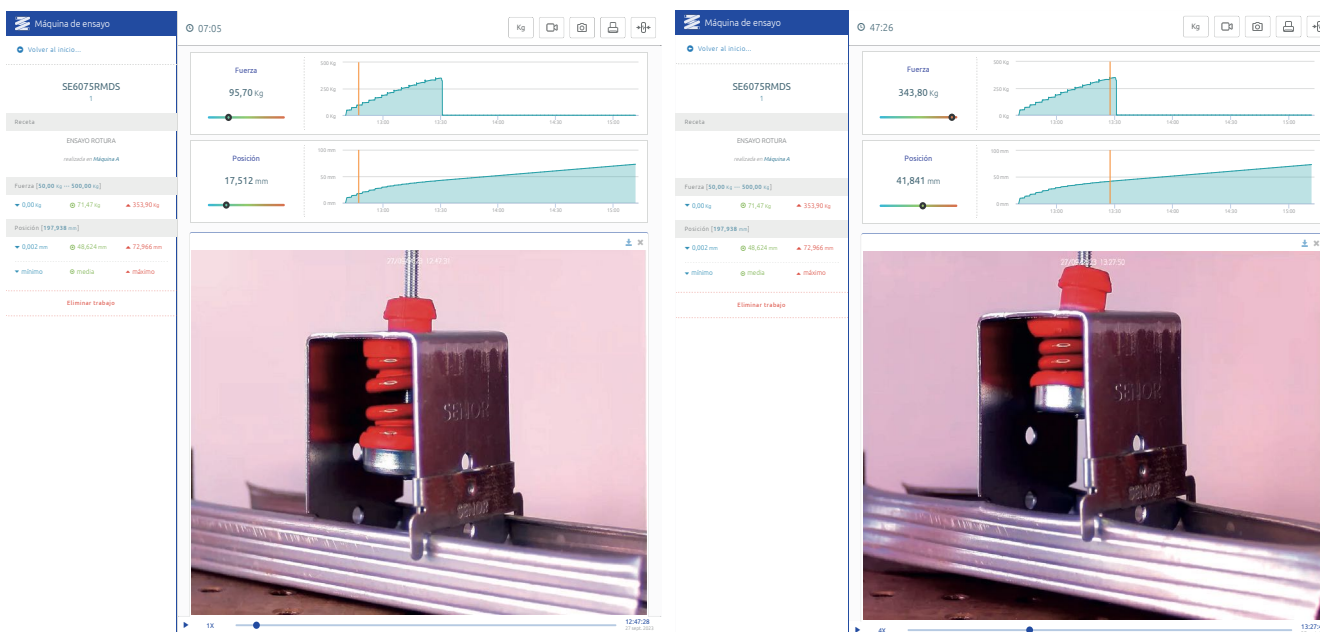 Máquina de ensayo
Volver al inicio...
SE6075RMDS
1
Receta
ENSAYO ROTURA
realizada en Máquina A
Fuerza [50,00 Kg — 500,00 Kg]
0,00 Kg 71,47 Kg 353,90 Kg
Posición [197,938 mm]
0,002 mm 48,624 mm 72,966 mm
mínimo media máximo
Eliminar trabajo
07:05
Kg
Fuerza
95,70 Kg
500 Kg
250 Kg
0 Kg
13:00 13:30 14:00 14:30 15:00
Posición
17,512 mm
100 mm
50 mm
0 mm
13:00 13:30 14:00 14:30 15:00
SENOR
SENOR
1X
12:47:28
27 sept. 2023
Máquina de ensayo
Volver al inicio...
SE6075RMDS
1
Receta
ENSAYO ROTURA
realizada en Máquina A
Fuerza [50,00 Kg — 500,00 Kg]
0,00 Kg 71,47 Kg 353,90 Kg
Posición [197,938 mm]
0,002 mm 48,624 mm 72,966 mm
mínimo media máximo
Eliminar trabajo
47:26
Kg
Fuerza
343,80 Kg
500 Kg
250 Kg
0 Kg
13:00 13:30 14:00 14:30 15:00
Posición
41,841 mm
100 mm
50 mm
0 mm
13:00 13:30 14:00 14:30 15:00
13:27:50
SENOR
SENOR
4X